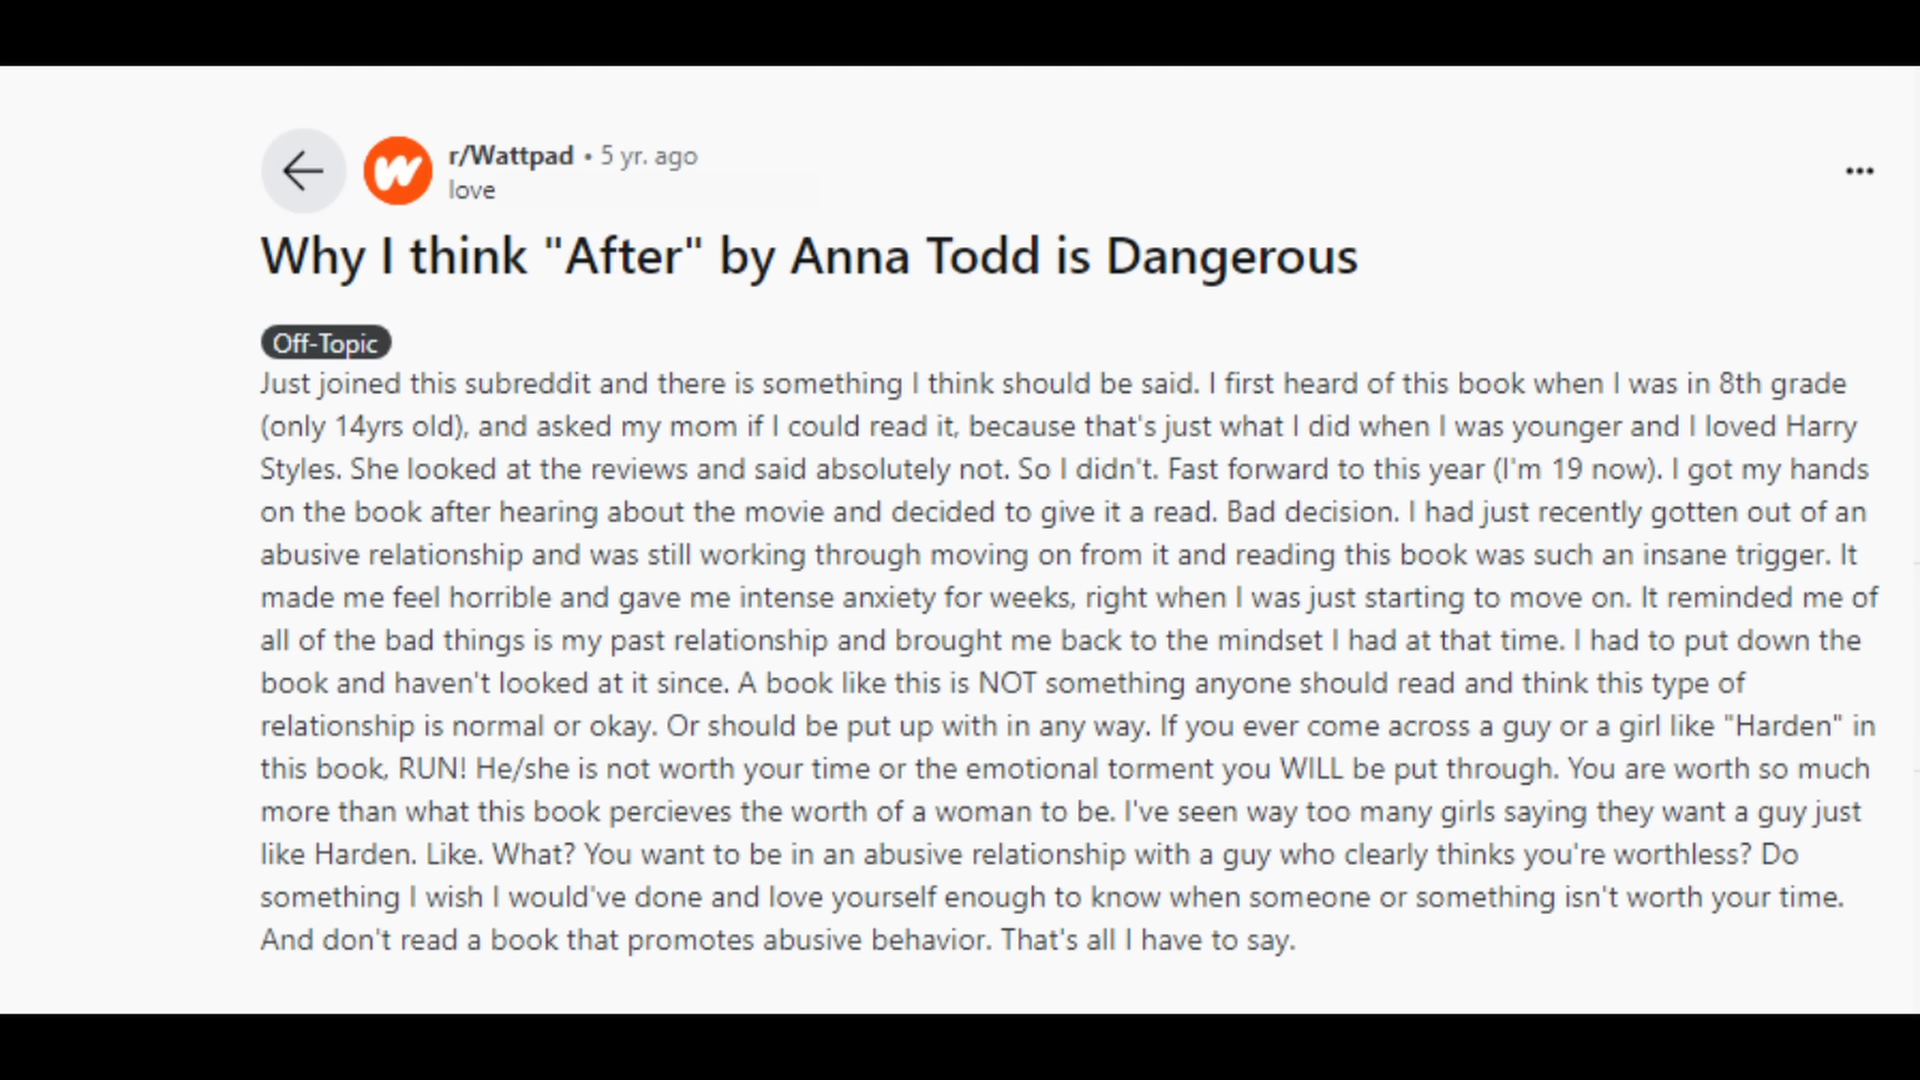 r/Wattpad • 5 yr. ago
love
Why I think "After" by Anna Todd is Dangerous
Off-Topic
Just joined this subreddit and there is something I think should be said. I first heard of this book when I was in 8th grade
(only 14yrs old), and asked my mom if I could read it, because that's just what I did when I was younger and I loved Harry
Styles. She looked at the reviews and said absolutely not. So I didn't. Fast forward to this year (I'm 19 now). I got my hands
on the book after hearing about the movie and decided to give it a read. Bad decision. I had just recently gotten out of an
abusive relationship and was still working through moving on from it and reading this book was such an insane trigger. It
made me feel horrible and gave me intense anxiety for weeks, right when I was just starting to move on. It reminded me of
all of the bad things is my past relationship and brought me back to the mindset I had at that time. I had to put down the
book and haven't looked at it since. A book like this is NOT something anyone should read and think this type of
relationship is normal or okay. Or should be put up with in any way. If you ever come across a guy or a girl like "Harden" in
this book, RUN! He/she is not worth your time or the emotional torment you WILL be put through. You are worth so much
more than what this book percieves the worth of a woman to be. I've seen way too many girls saying they want a guy just
like Harden. Like. What? You want to be in an abusive relationship with a guy who clearly thinks you're worthless? Do
something I wish I would've done and love yourself enough to know when someone or something isn't worth your time.
And don't read a book that promotes abusive behavior. That's all I have to say.